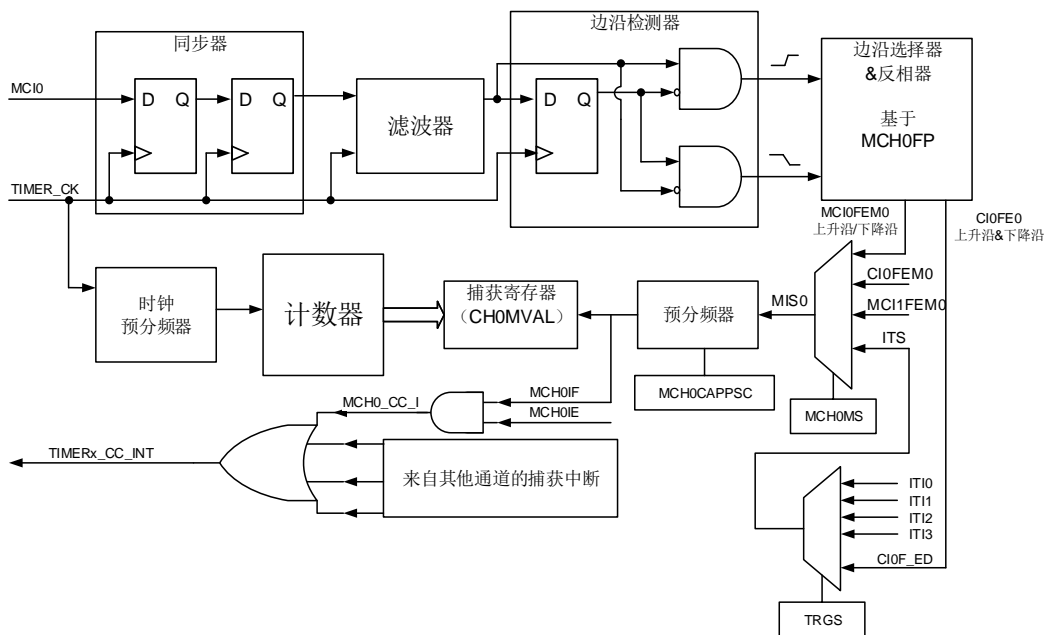 同步器
边沿检测器
MCI0
D Q
D Q
滤波器
D Q
边沿选择器
&反相器
基于
MCH0FP
TIMER_CK
MCI0FEM0
上升沿/下降沿
CI0FE0
上升沿&下降沿
时钟
预分频器
计数器
捕获寄存器
（CH0MVAL）
预分频器
MIS0
CI0FEM0
MCI1FEM0
ITS
MCH0CAPPSC
MCH0MS
MCH0_CC_I
MCH0IF
MCH0IE
TIMERx_CC_INT
来自其他通道的捕获中断
ITI0
ITI1
ITI2
ITI3
CI0F_ED
TRGS